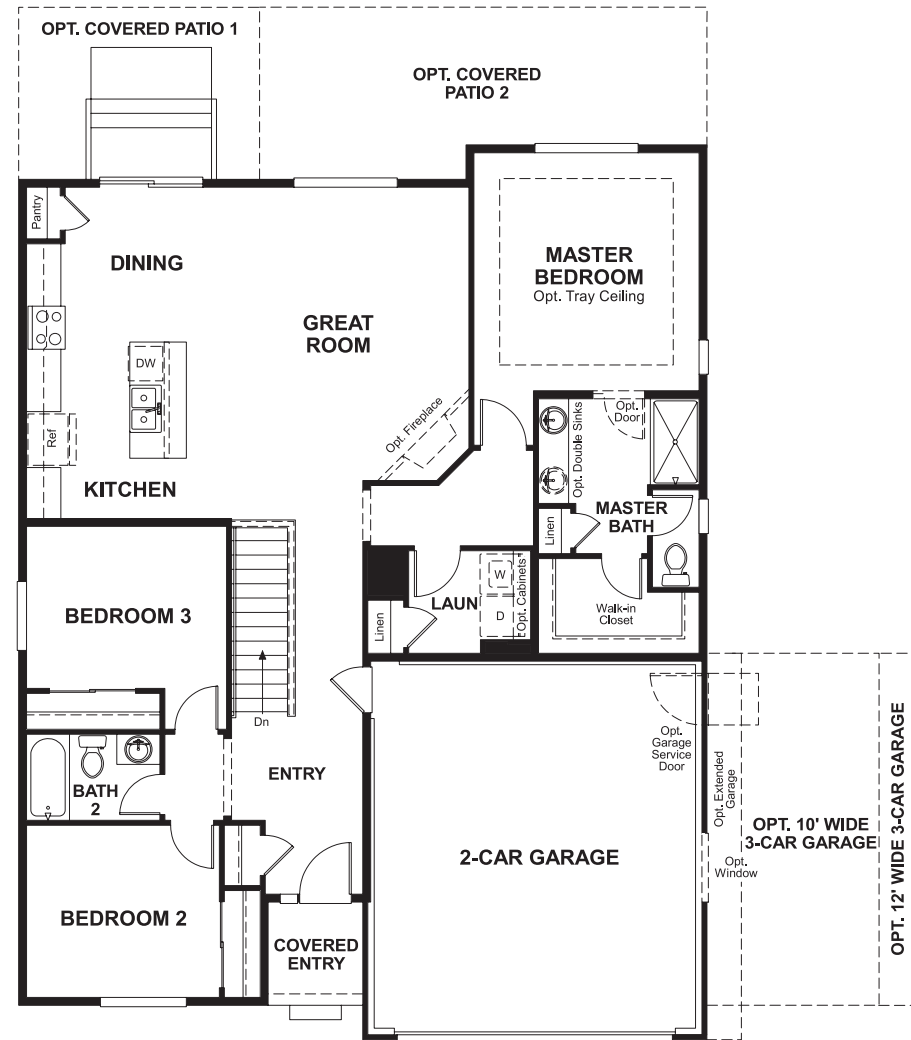 OPT. COVERED PATIO 1
OPT. COVERED
PATIO 2
Pantry
DINING
MASTER
BEDROOM
Opt. Tray Ceiling
GREAT
ROOM
DW
Ref
Opt. Fireplace
KITCHEN
Opt. Double Sinks
Opt.
Door
MASTER
BATH
Linen
Walk-in
Closet
W
D
LAUN
Opt. Cabinets
Linen
BEDROOM 3
Dn
ENTRY
BATH
2
Opt.
Garage
Service
Door
Opt. Extended
Garage
Opt.
Window
OPT. 10' WIDE
3-CAR GARAGE
OPT. 12' WIDE 3-CAR GARAGE
2-CAR GARAGE
BEDROOM 2
COVERED
ENTRY